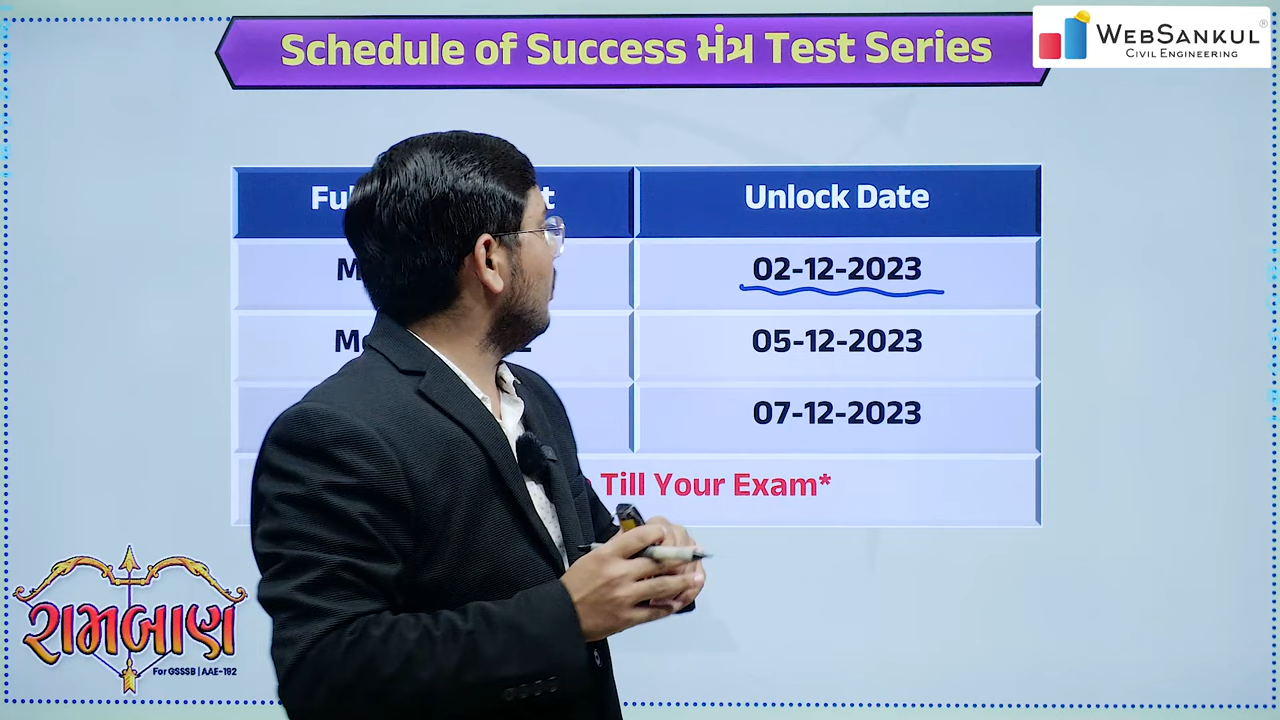 Schedule of Success મંત્ર Test Series
WEBSANKUL®
CIVIL ENGINEERING
Unlock Date
02-12-2023
05-12-2023
07-12-2023
Till Your Exam*
રામબાણ
For GSSSB | AAE-192